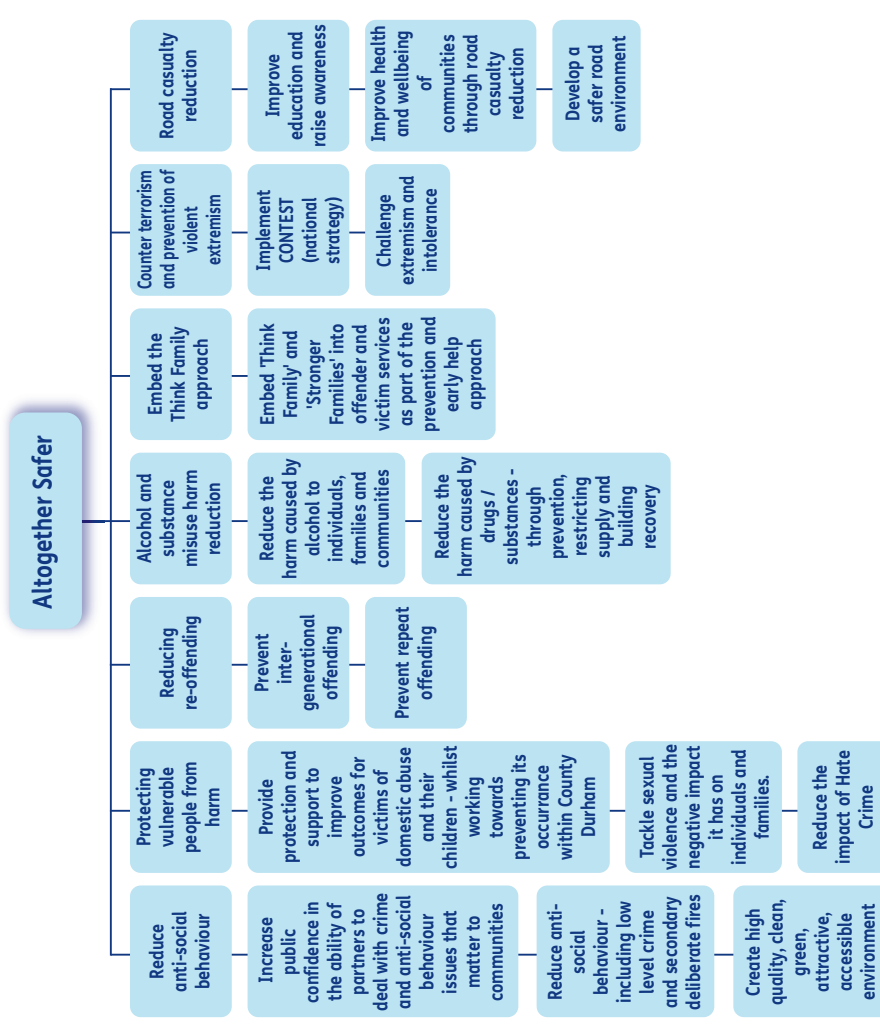 Altogether Safer
Reduce
anti-social
behaviour
Increase
public
confidence in
the ability of
partners to
deal with crime
and anti-social
behaviour
issues that
matter to
communities
Reduce anti-
social
behaviour -
including low
level crime
and secondary
deliberate fires
Create high
quality, clean,
green,
attractive,
accessible
environment
Protecting
vulnerable
people from
harm
Provide
protection and
support to
improve
outcomes for
victims of
domestic abuse
and their
children - whilst
working
towards
preventing its
occurrance
within County
Durham
Tackle sexual
violence and the
negative impact
it has on
individuals and
families.
Reduce the
impact of Hate
Crime
Reducing
re-offending
Prevent
inter-
generational
offending
Prevent repeat
offending
Alcohol and
substance
misuse harm
reduction
Reduce the
harm caused by
alcohol to
individuals,
families and
communities
Reduce the
harm caused by
drugs /
substances -
through
prevention,
restricting
supply and
building
recovery
Embed the
Think Family
approach
Embed 'Think
Family' and
'Stronger
Families' into
offender and
victim services
as part of the
prevention and
early help
approach
Counter terrorism
and prevention of
violent
extremism
Implement
CONTEST
(national
strategy)
Challenge
extremism and
intolerance
Road casualty
reduction
Improve
education and
raise awareness
Improve health
and wellbeing
of
communities
through road
casualty
reduction
Develop a
safer road
environment